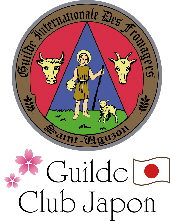 Guilde Internationale Des Fromagers
Saint-Uguzon
Guilde
Club Japon